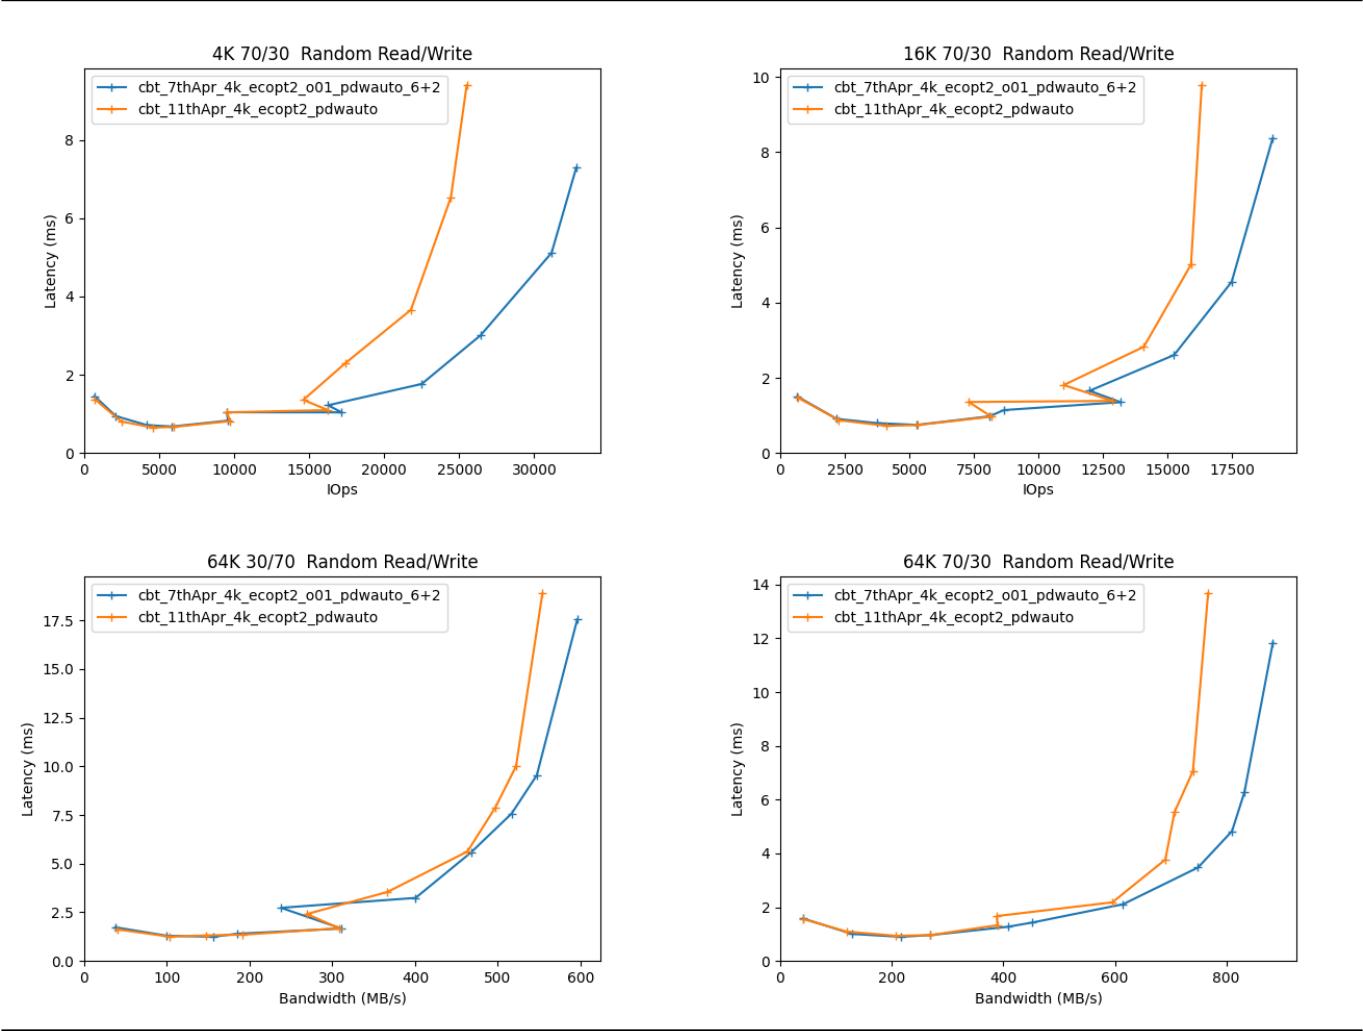 4K 70/30  Random Read/Write
cbt_7thApr_4k_ecopt2_o01_pdwauto_6+2
cbt_11thApr_4k_ecopt2_pdwauto
Latency (ms)
8
6
4
2
0
0 5000 10000 15000 20000 25000 30000
IOps
16K 70/30  Random Read/Write
cbt_7thApr_4k_ecopt2_o01_pdwauto_6+2
cbt_11thApr_4k_ecopt2_pdwauto
Latency (ms)
10
8
6
4
2
0
0 2500 5000 7500 10000 12500 15000 17500
IOps
64K 30/70  Random Read/Write
cbt_7thApr_4k_ecopt2_o01_pdwauto_6+2
cbt_11thApr_4k_ecopt2_pdwauto
Latency (ms)
17.5
15.0
12.5
10.0
7.5
5.0
2.5
0.0
0 100 200 300 400 500 600
Bandwidth (MB/s)
64K 70/30  Random Read/Write
cbt_7thApr_4k_ecopt2_o01_pdwauto_6+2
cbt_11thApr_4k_ecopt2_pdwauto
Latency (ms)
14
12
10
8
6
4
2
0
0 200 400 600 800
Bandwidth (MB/s)